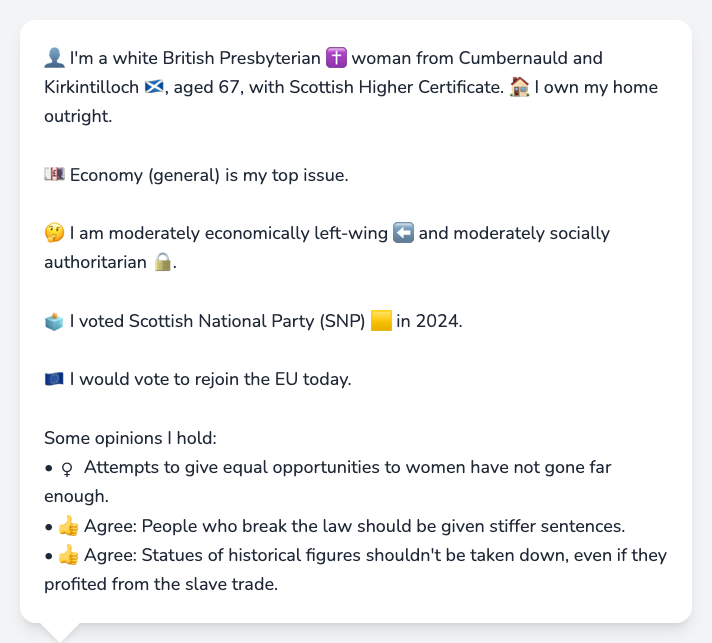 👤 I'm a white British Presbyterian ✝️ woman from Cumbernauld and
Kirkintilloch 🏴󠁧󠁢󠁳󠁣󠁴󠁿, aged 67, with Scottish Higher Certificate. 🏠 I own my home
outright.
💷 Economy (general) is my top issue.
🤔 I am moderately economically left-wing ⬅️ and moderately socially
authoritarian 🔒.
🗳️ I voted Scottish National Party (SNP) 🟨 in 2024.
🇪🇺 I would vote to rejoin the EU today.
Some opinions I hold:
• ♀ Attempts to give equal opportunities to women have not gone far
enough.
• 👍 Agree: People who break the law should be given stiffer sentences.
• 👍 Agree: Statues of historical figures shouldn't be taken down, even if they
profited from the slave trade.